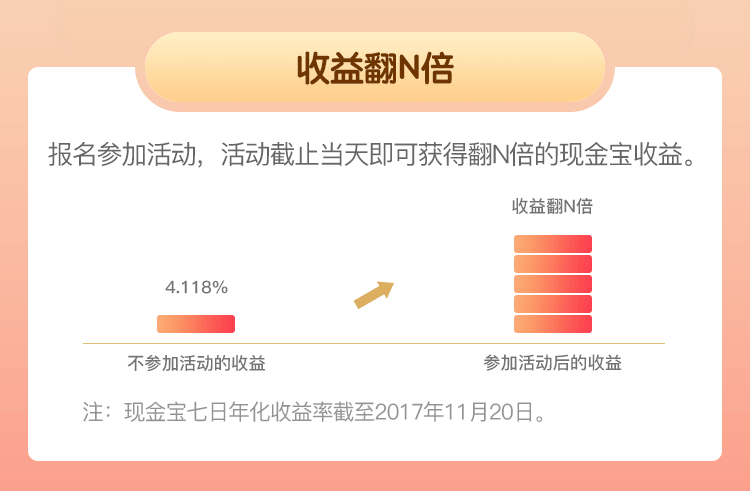 收益翻N倍
报名参加活动，活动截止当天即可获得翻N倍的现金宝收益。
收益翻N倍
4.118%
不参加活动的收益
参加活动后的收益
注：现金宝七日年化收益率截至2017年11月20日。